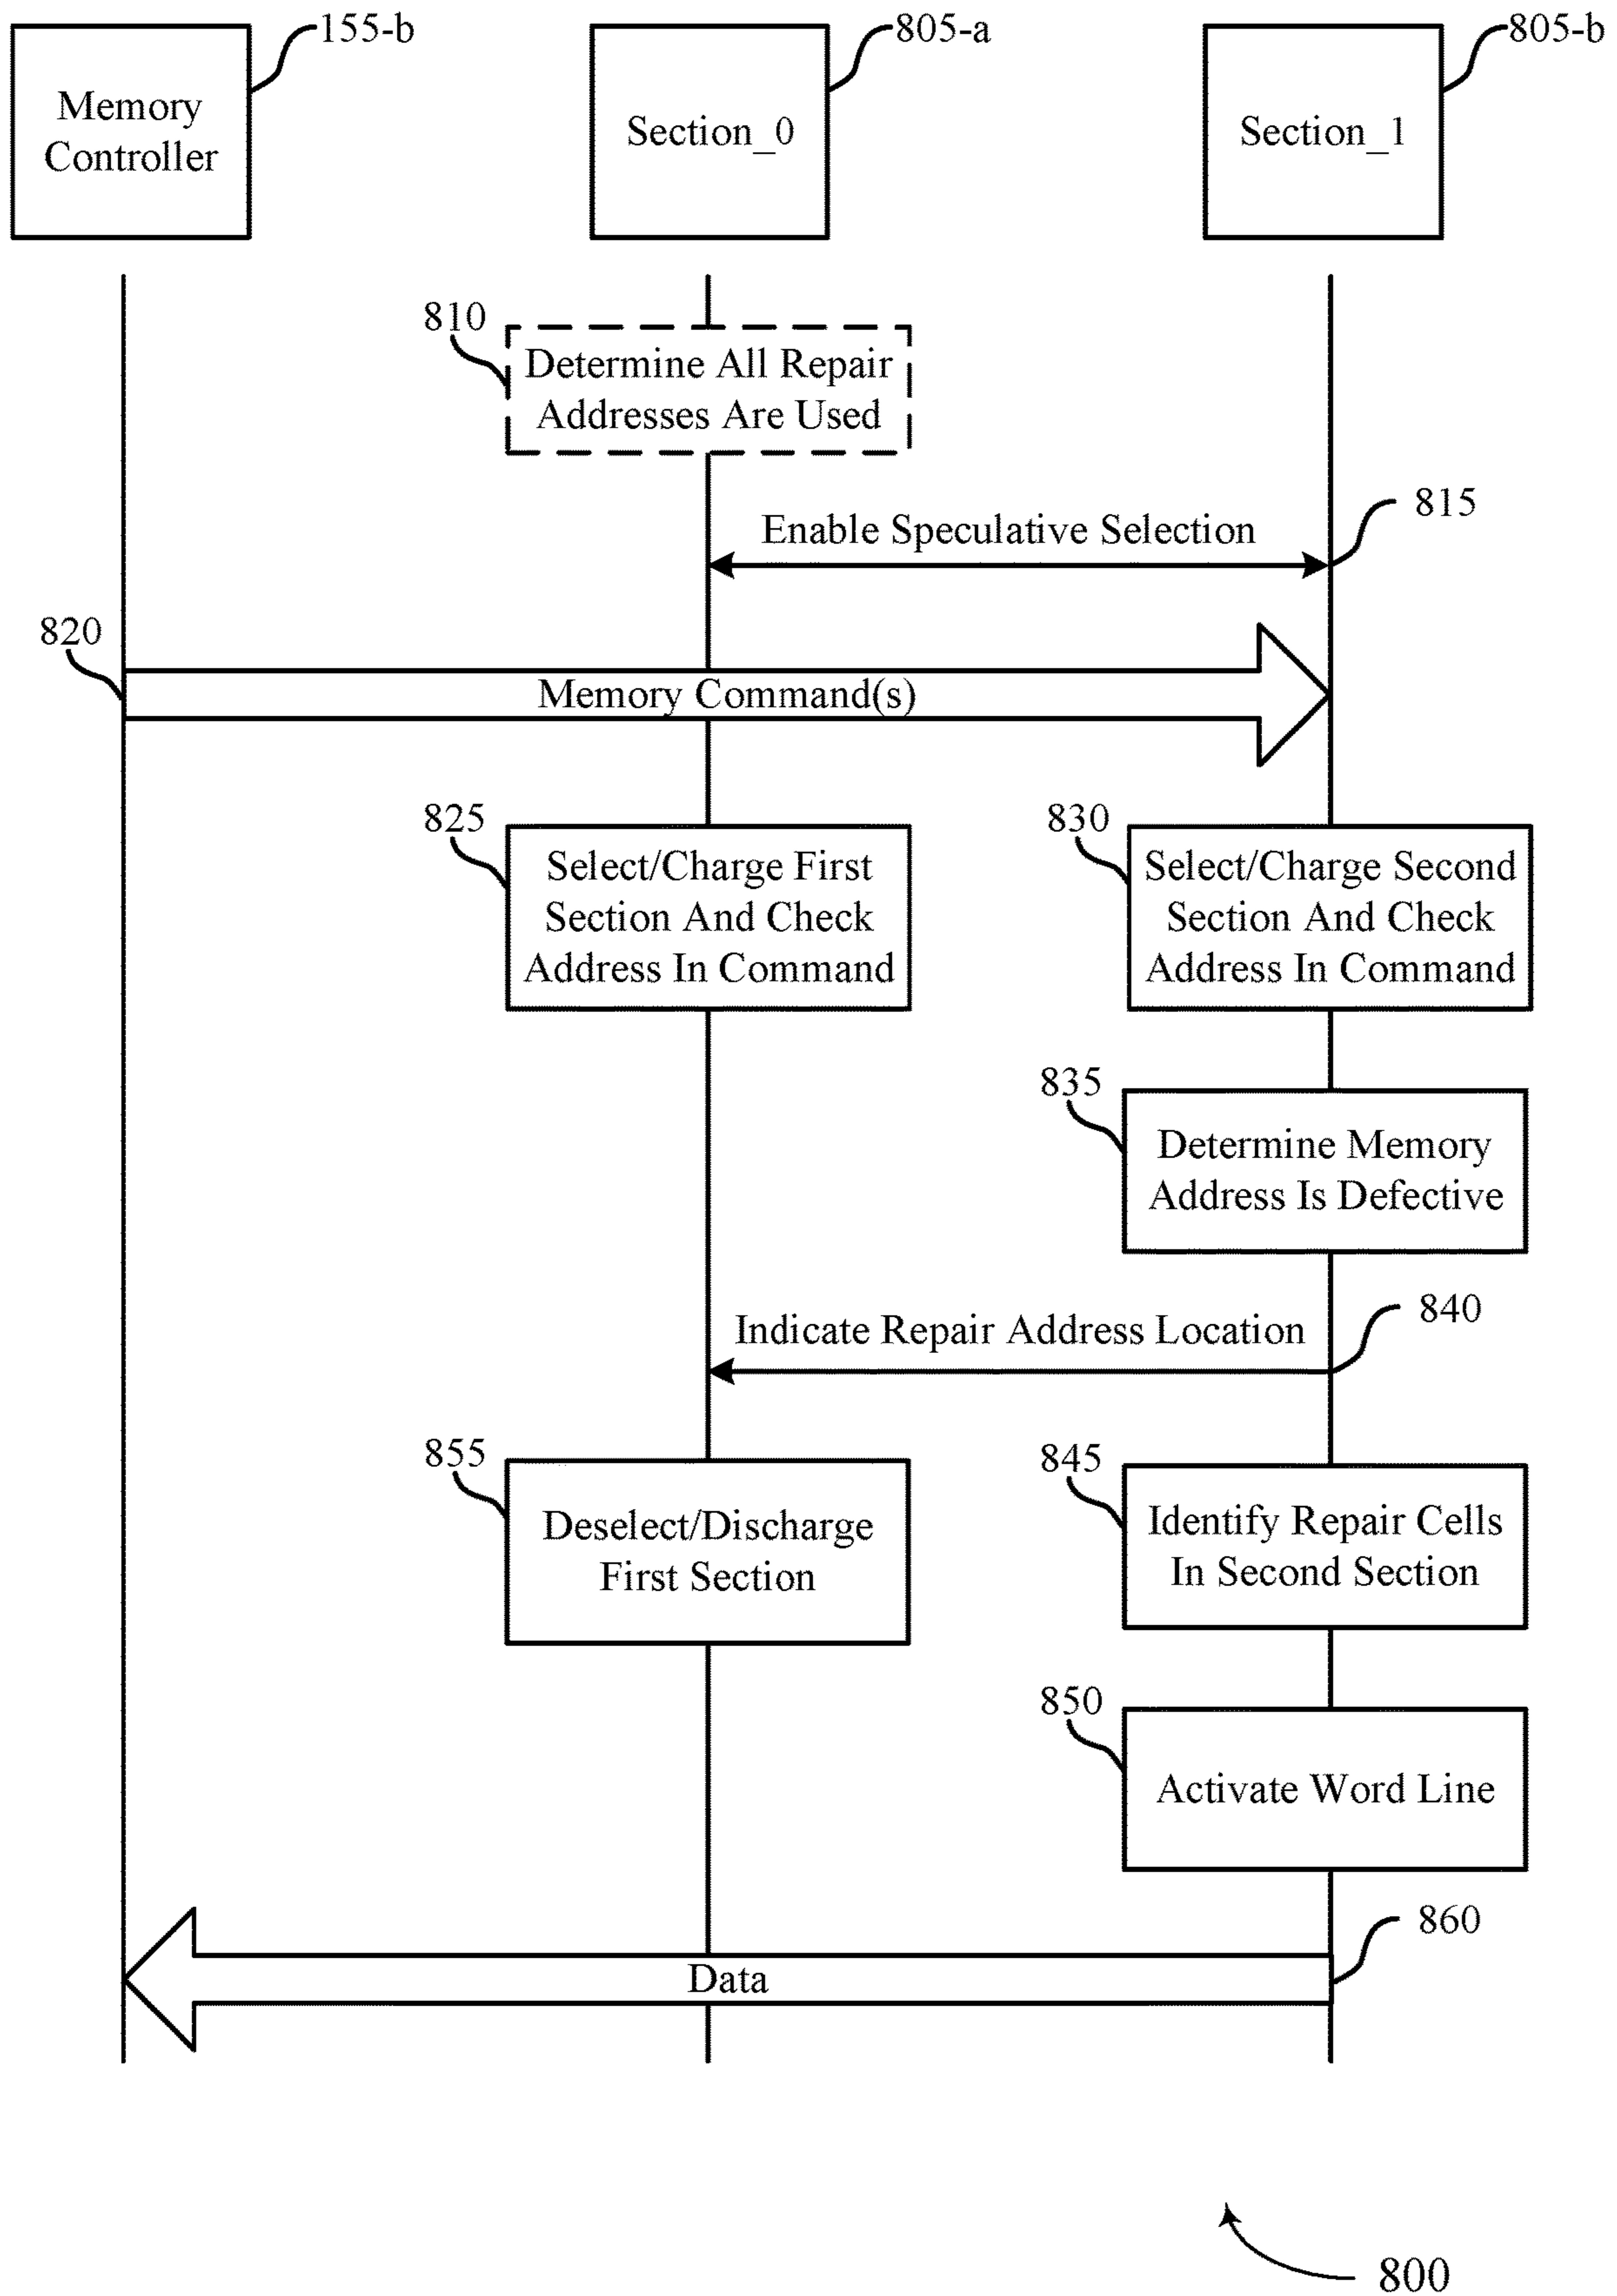 155-b
805-a
805-b
Memory
Controller
Section_0
Section_1
810
Determine All Repair
Addresses Are Used
815
Enable Speculative Selection
820
Memory Command(s)
825
Select/Charge First
Section And Check
Address In Command
830
Select/Charge Second
Section And Check
Address In Command
835
Determine Memory
Address Is Defective
840
Indicate Repair Address Location
855
Deselect/Discharge
First Section
845
Identify Repair Cells
In Second Section
850
Activate Word Line
860
Data
800